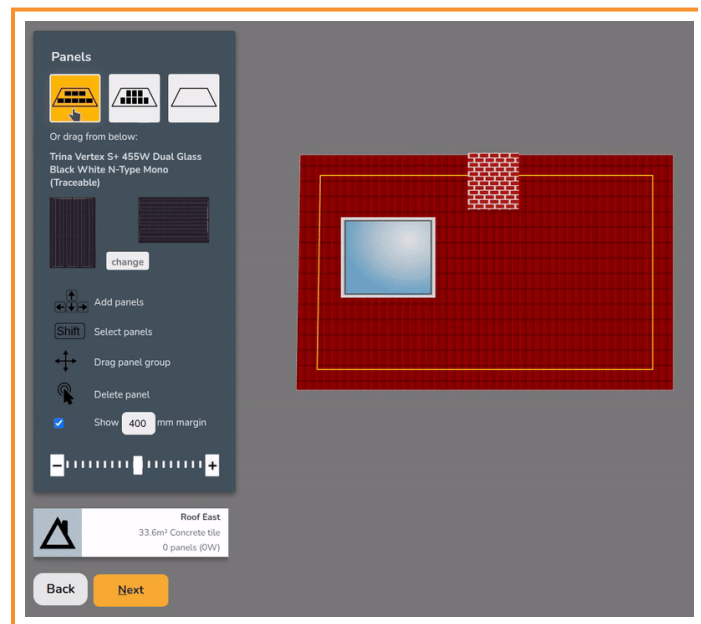 Panels
Or drag from below:
Trina Vertex S+ 455W Dual Glass
Black White N-Type Mono
(Traceable)
change
Add panels
Shift Select panels
Drag panel group
Delete panel
Show 400 mm margin
Roof East
33.6m² Concrete tile
0 panels (0W)
Back Next